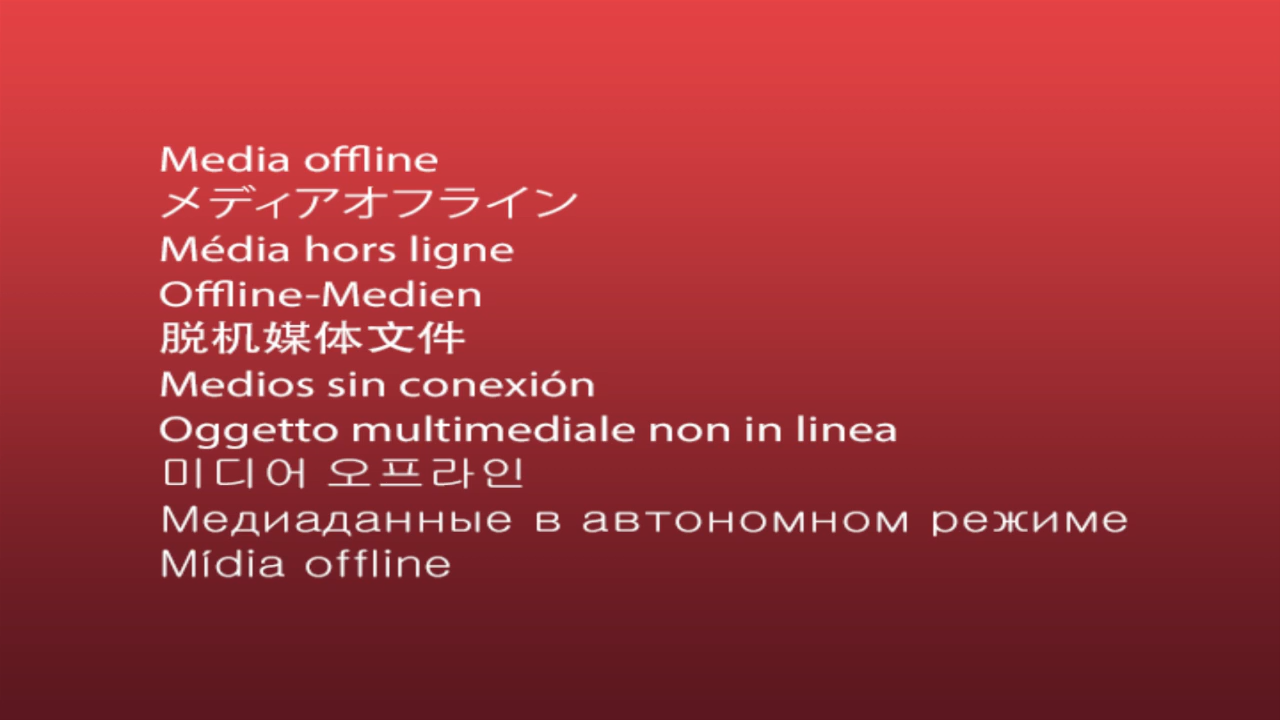 Media offline
メディアオフライン
Média hors ligne
Offline-Medien
脱机媒体文件
Medios sin conexión
Oggetto multimediale non in linea
미디어 오프라인
Медиаданные в автономном режиме
Mídia offline